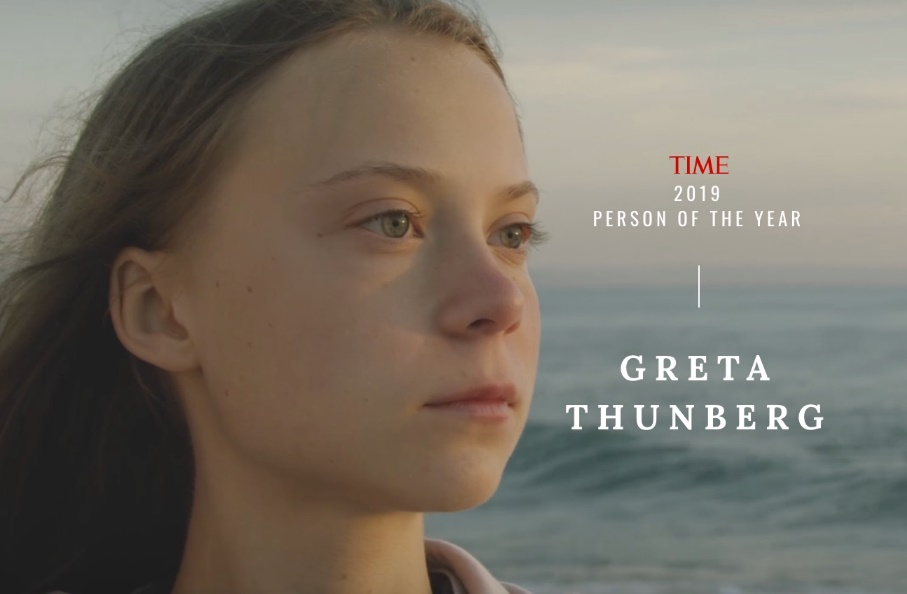 TIME
2019
PERSON OF THE YEAR
GRETA
THUNBERG